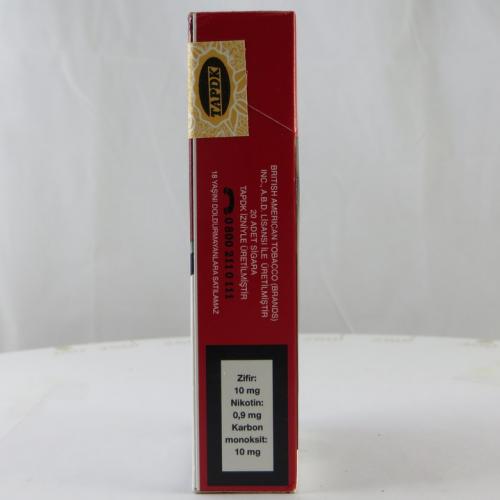 TAPDK
BRITISH AMERICAN TOBACCO (BRANDS)
INC., A.B.D. LİSANSI İLE ÜRETİLMİŞTİR
20 ADET SİGARA
TAPDK İZNİYLE ÜRETİLMİŞTİR
0 800 211 0 111
18 YAŞINI DOLDURMAYANLARA SATILAMAZ
Zifir:
10 mg
Nikotin:
0,9 mg
Karbon
monoksit:
10 mg